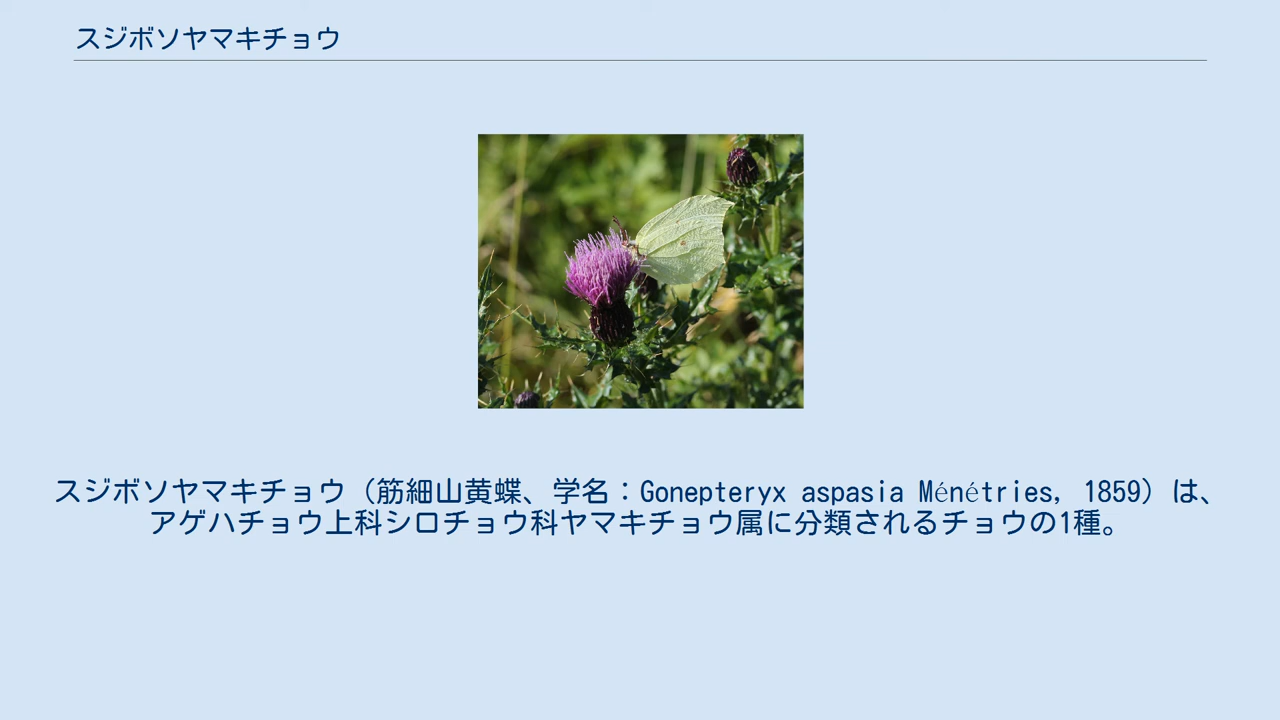 スジボソヤマキチョウ
スジボソヤマキチョウ（筋細山黄蝶、学名：Gonepteryx aspasia Ménétries, 1859）は、
アゲハチョウ上科シロチョウ科ヤマキチョウ属に分類されるチョウの1種。